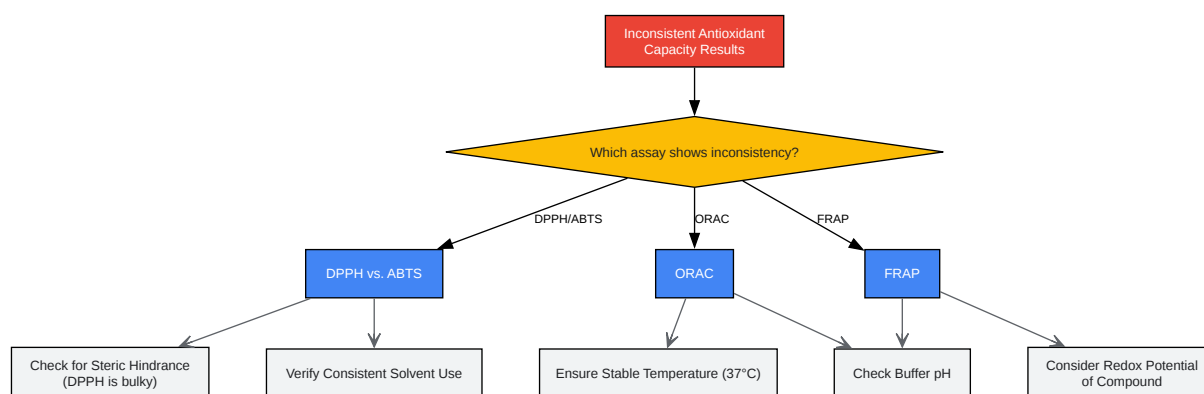 Inconsistent Antioxidant
Capacity Results
Which assay shows inconsistency?
DPPH/ABTS
ORAC
FRAP
DPPH vs. ABTS
ORAC
FRAP
Check for Steric Hindrance
(DPPH is bulky)
Verify Consistent Solvent Use
Ensure Stable Temperature (37°C)
Check Buffer pH
Consider Redox Potential
of Compound